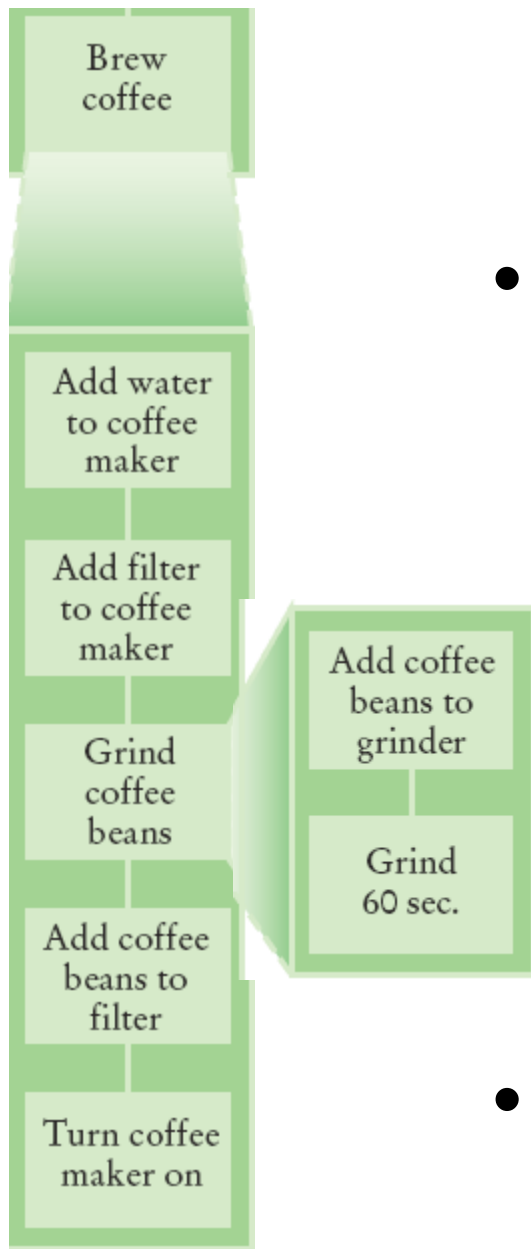 Brew
coffee
Add water
to coffee
maker
Add filter
to coffee
maker
Grind
coffee
beans
Add coffee
beans to
grinder
Grind
60 sec.
Add coffee
beans to
filter
Turn coffee
maker on